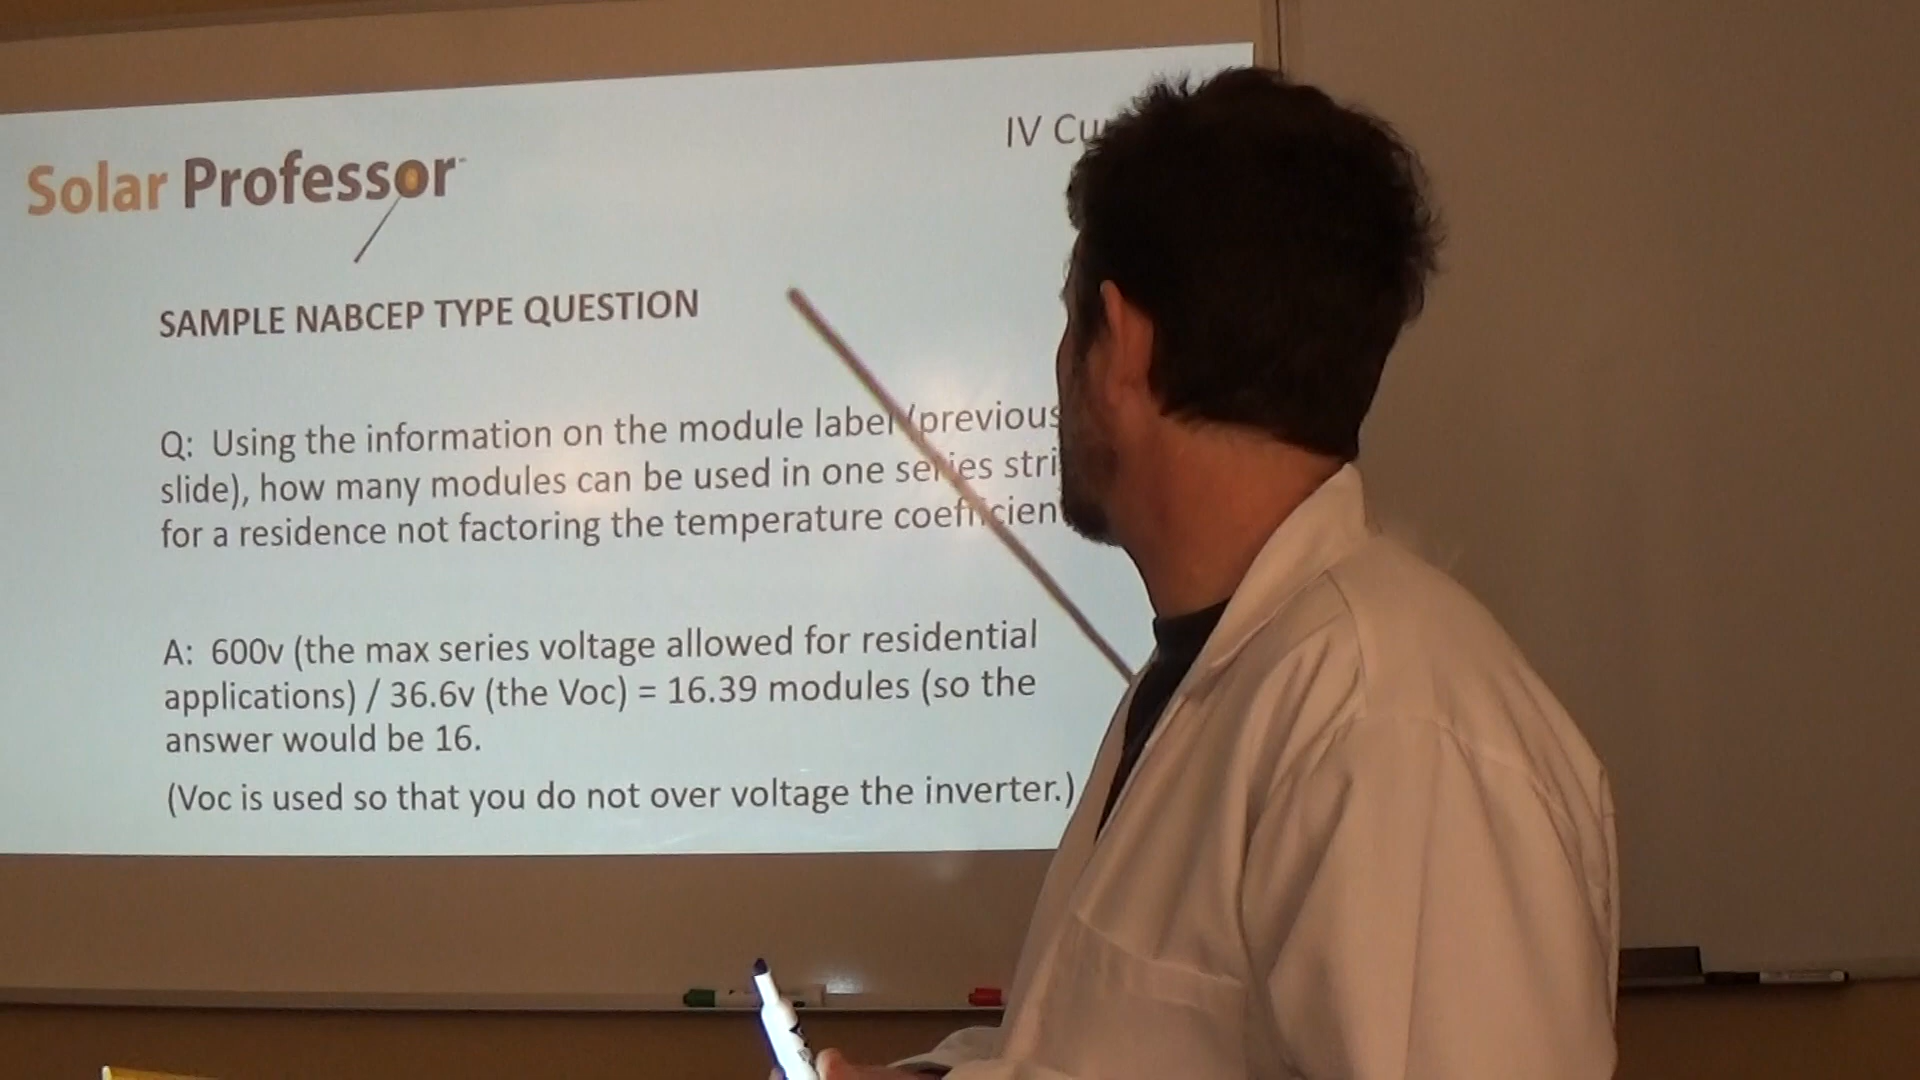 Solar Professor
IV
SAMPLE NABCEP TYPE QUESTION
Q: Using the information on the module label (previous
slide), how many modules can be used in one series
for a residence not factoring the temperature
A: 600v (the max series voltage allowed for residential
applications) / 36.6v (the Voc) = 16.39 modules (so the
answer would be 16.
(Voc is used so that you do not over voltage the inverter.)